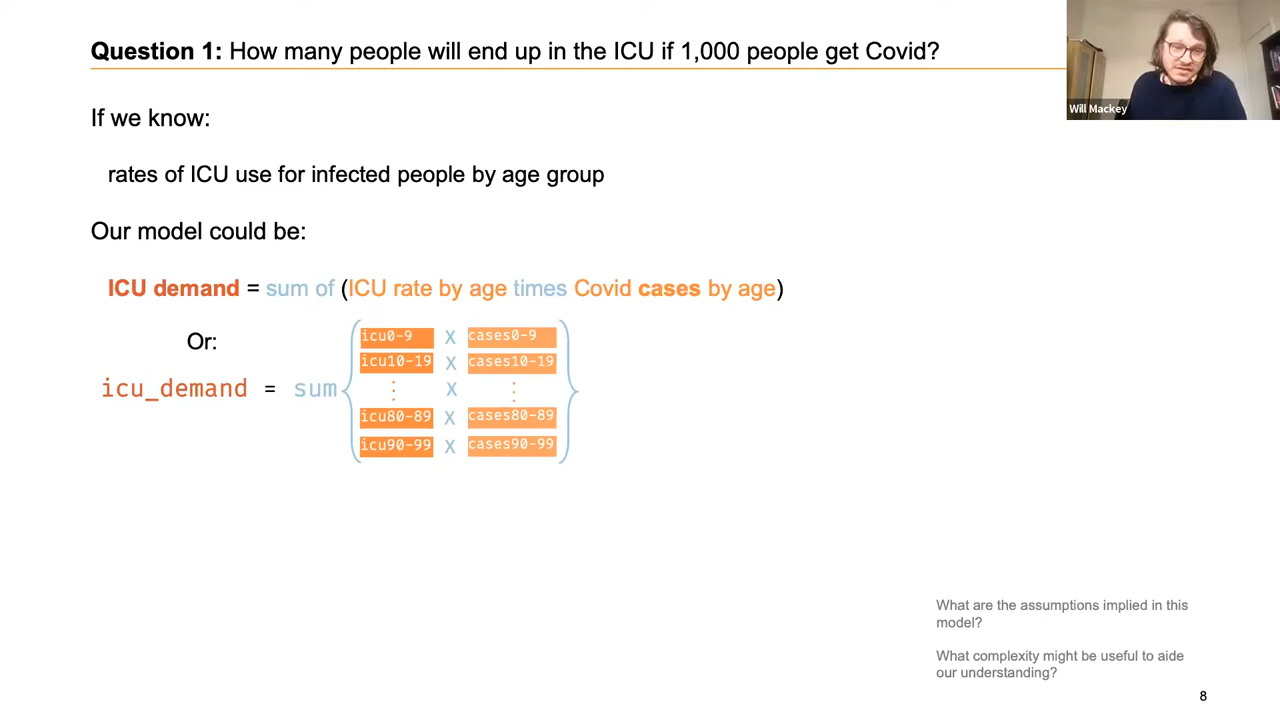 Question 1: How many people will end up in the ICU if 1,000 people get Covid?
Will Mackey
If we know:
rates of ICU use for infected people by age group
Our model could be:
ICU demand = sum of (ICU rate by age times Covid cases by age)
Or:
icu_demand = sum
icu0-9 X cases0-9
icu10-19 X cases10-19
⋮ X ⋮
icu80-89 X cases80-89
icu90-99 X cases90-99
What are the assumptions implied in this
model?
What complexity might be useful to aide
our understanding?
8